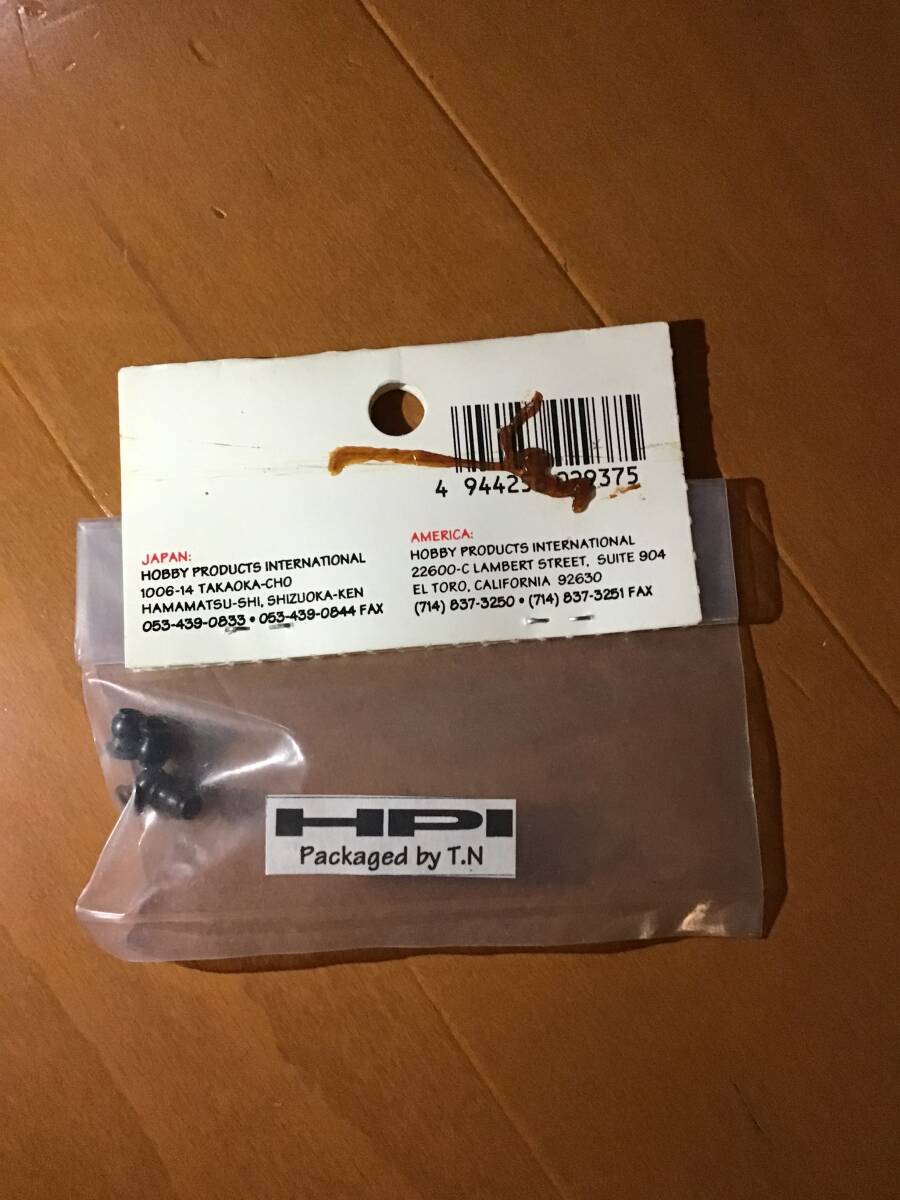 4 94425 029375
JAPAN:
HOBBY PRODUCTS INTERNATIONAL
1006-14 TAKAOKA-CHO
HAMAMATSU-SHI, SHIZUOKA-KEN
053-439-0833 • 053-439-0844 FAX
AMERICA:
HOBBY PRODUCTS INTERNATIONAL
22600-C LAMBERT STREET, SUITE 904
EL TORO, CALIFORNIA 92630
(714) 837-3250 • (714) 837-3251 FAX
HPI
Packaged by T.N